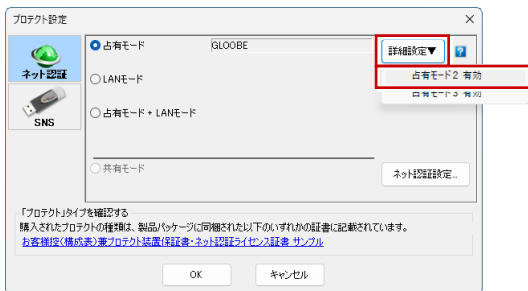 プロテクト設定
占有モード
GLOOBE
詳細設定▼
占有モード2 有効
占有モード3 有効
ネット認証
LANモード
SNS
占有モード + LANモード
共有モード
ネット認証設定...
「プロテクト」タイプを確認する
購入されたプロテクトの種類は、製品パッケージに同梱された以下のいずれかの証書に記載されています。
お客様控(構成表)兼プロテクト装置保証書・ネット認証ライセンス証書 サンプル
OK
キャンセル